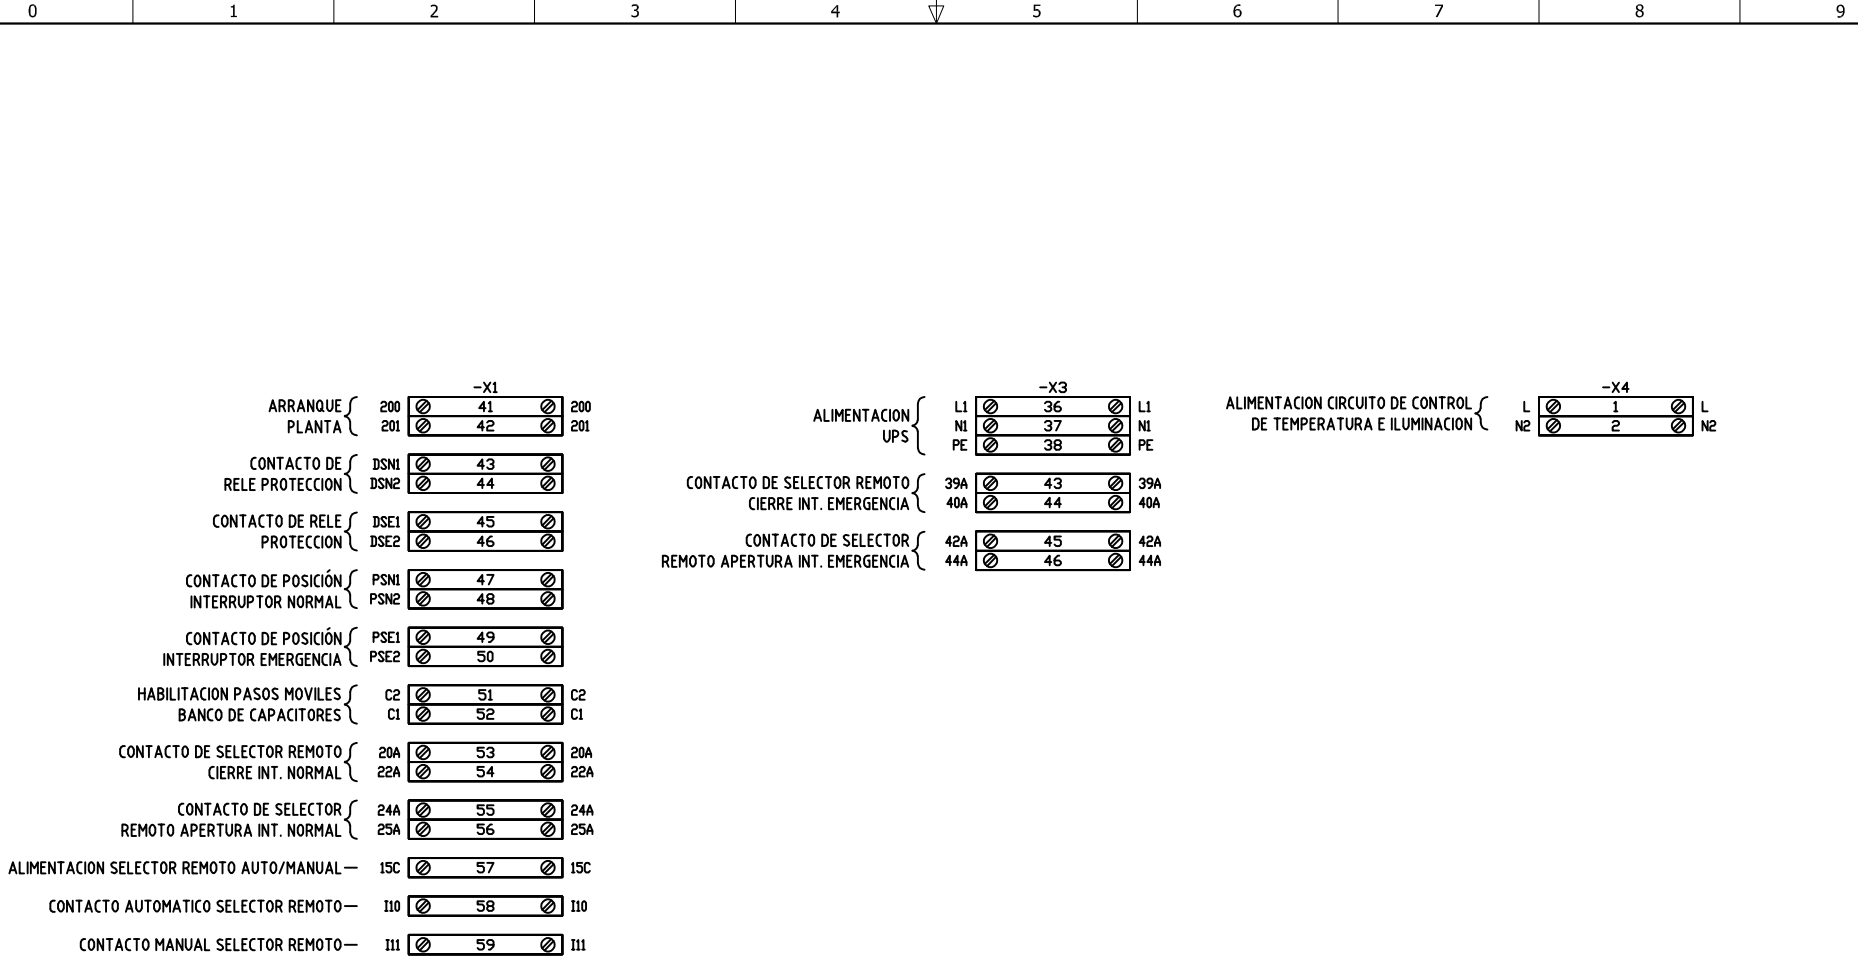 0 1 2 3 4 5 6 7 8 9
-X1
ARRANQUE 200 41 200
PLANTA 201 42 201
CONTACTO DE DSN1 43
RELE PROTECCION DSN2 44
CONTACTO DE RELE DSE1 45
PROTECCION DSE2 46
CONTACTO DE POSICIÓN PSN1 47
INTERRUPTOR NORMAL PSN2 48
CONTACTO DE POSICIÓN PSE1 49
INTERRUPTOR EMERGENCIA PSE2 50
HABILITACION PASOS MOVILES C2 51 C2
BANCO DE CAPACITORES C1 52 C1
CONTACTO DE SELECTOR REMOTO 20A 53 20A
CIERRE INT. NORMAL 22A 54 22A
CONTACTO DE SELECTOR 24A 55 24A
REMOTO APERTURA INT. NORMAL 25A 56 25A
ALIMENTACION SELECTOR REMOTO AUTO/MANUAL 15C 57 15C
CONTACTO AUTOMATICO SELECTOR REMOTO I10 58 I10
CONTACTO MANUAL SELECTOR REMOTO I11 59 I11
-X3
ALIMENTACION L1 36 L1
UPS N1 37 N1
PE 38 PE
CONTACTO DE SELECTOR REMOTO 39A 43 39A
CIERRE INT. EMERGENCIA 40A 44 40A
CONTACTO DE SELECTOR 42A 45 42A
REMOTO APERTURA INT. EMERGENCIA 44A 46 44A
-X4
ALIMENTACION CIRCUITO DE CONTROL L 1 L
DE TEMPERATURA E ILUMINACION N2 2 N2